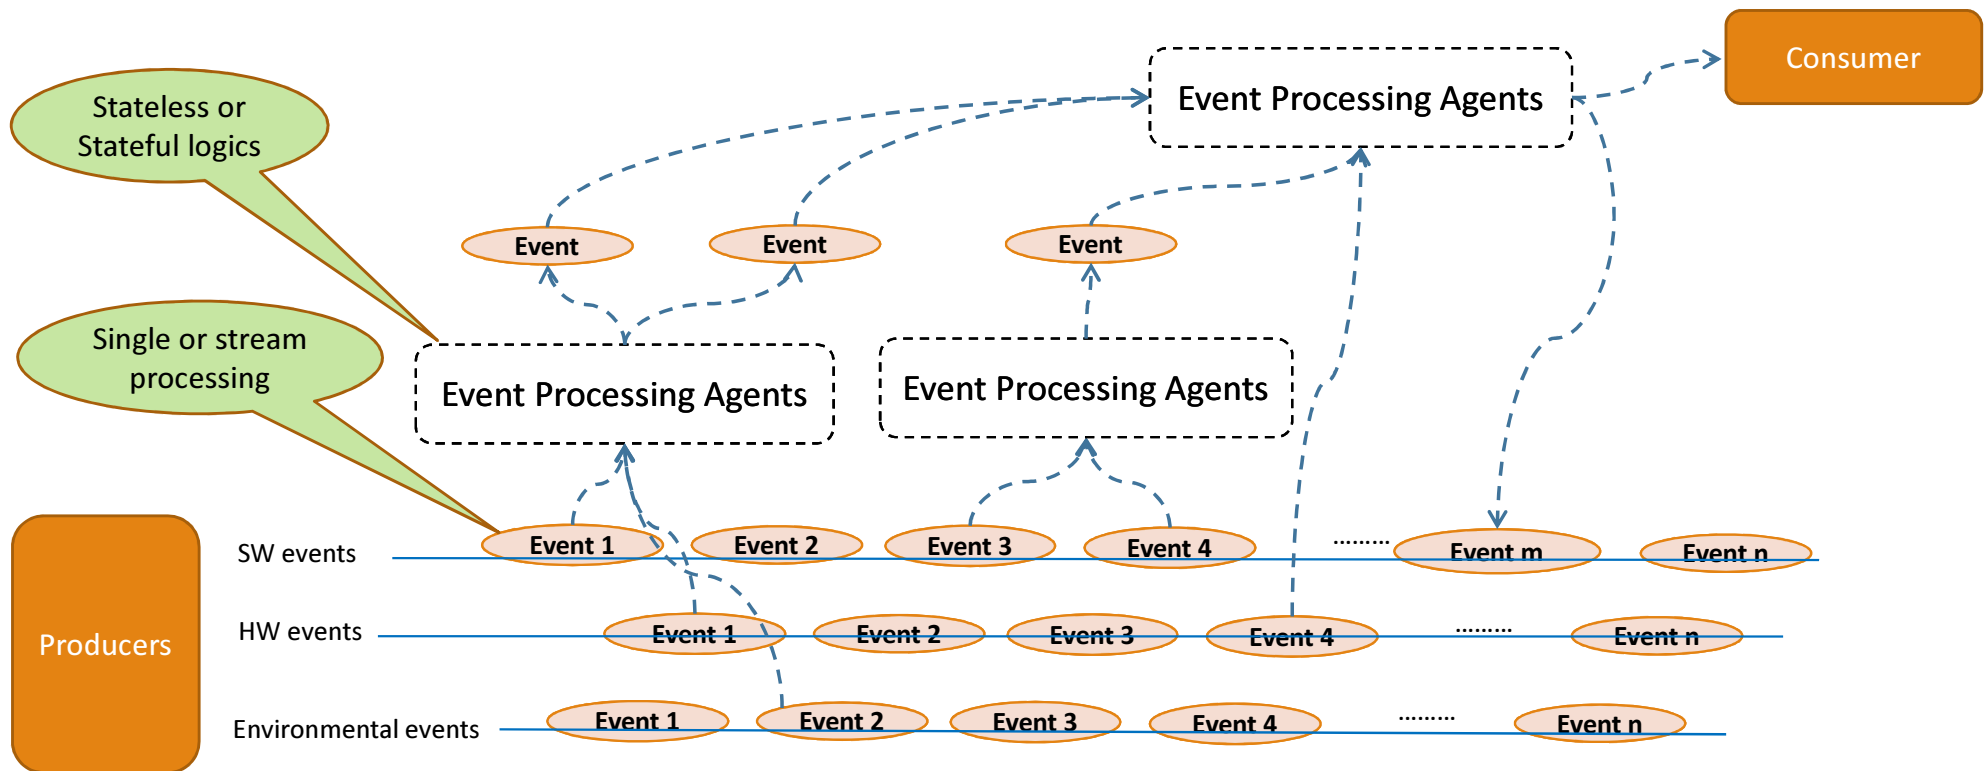 Consumer
Event Processing Agents
Stateless or
Stateful logics
Event
Event
Event
Single or stream
processing
Event Processing Agents
Event Processing Agents
Producers
SW events
Event 1
Event 2
Event 3
Event 4
.........
Event m
Event n
HW events
Event 1
Event 2
Event 3
Event 4
.........
Event n
Environmental events
Event 1
Event 2
Event 3
Event 4
.........
Event n